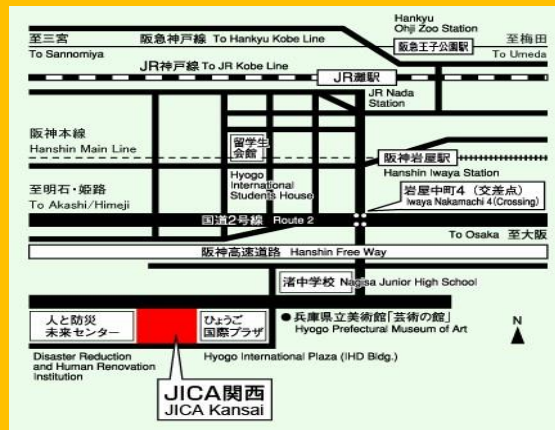 Hankyu
Ohji Zoo Station
至三宮
阪急神戸線 To Hankyu Kobe Line
阪急王子公園駅
至梅田
To Sannomiya
To Umeda
JR神戸線 To JR Kobe Line
JR灘駅
JR Nada
Station
阪神本線
Hanshin Main Line
留学生
会館
阪神岩屋駅
Hanshin Iwaya Station
Hyogo
International
Students House
至明石・姫路
To Akashi/Himeji
岩屋中町4(交差点)
Iwaya Nakamachi 4(Crossing)
国道2号線 Route 2
To Osaka 至大阪
阪神高速道路 Hanshin Free Way
渚中学校
Nagisa Junior High School
人と防災
未来センター
ひょうご
国際プラザ
●兵庫県立美術館「芸術の館」
Hyogo Prefectural Museum of Art
N
Disaster Reduction
and Human Renovation
Institution
Hyogo International Plaza (IHD Bldg.)
JICA関西
JICA Kansai